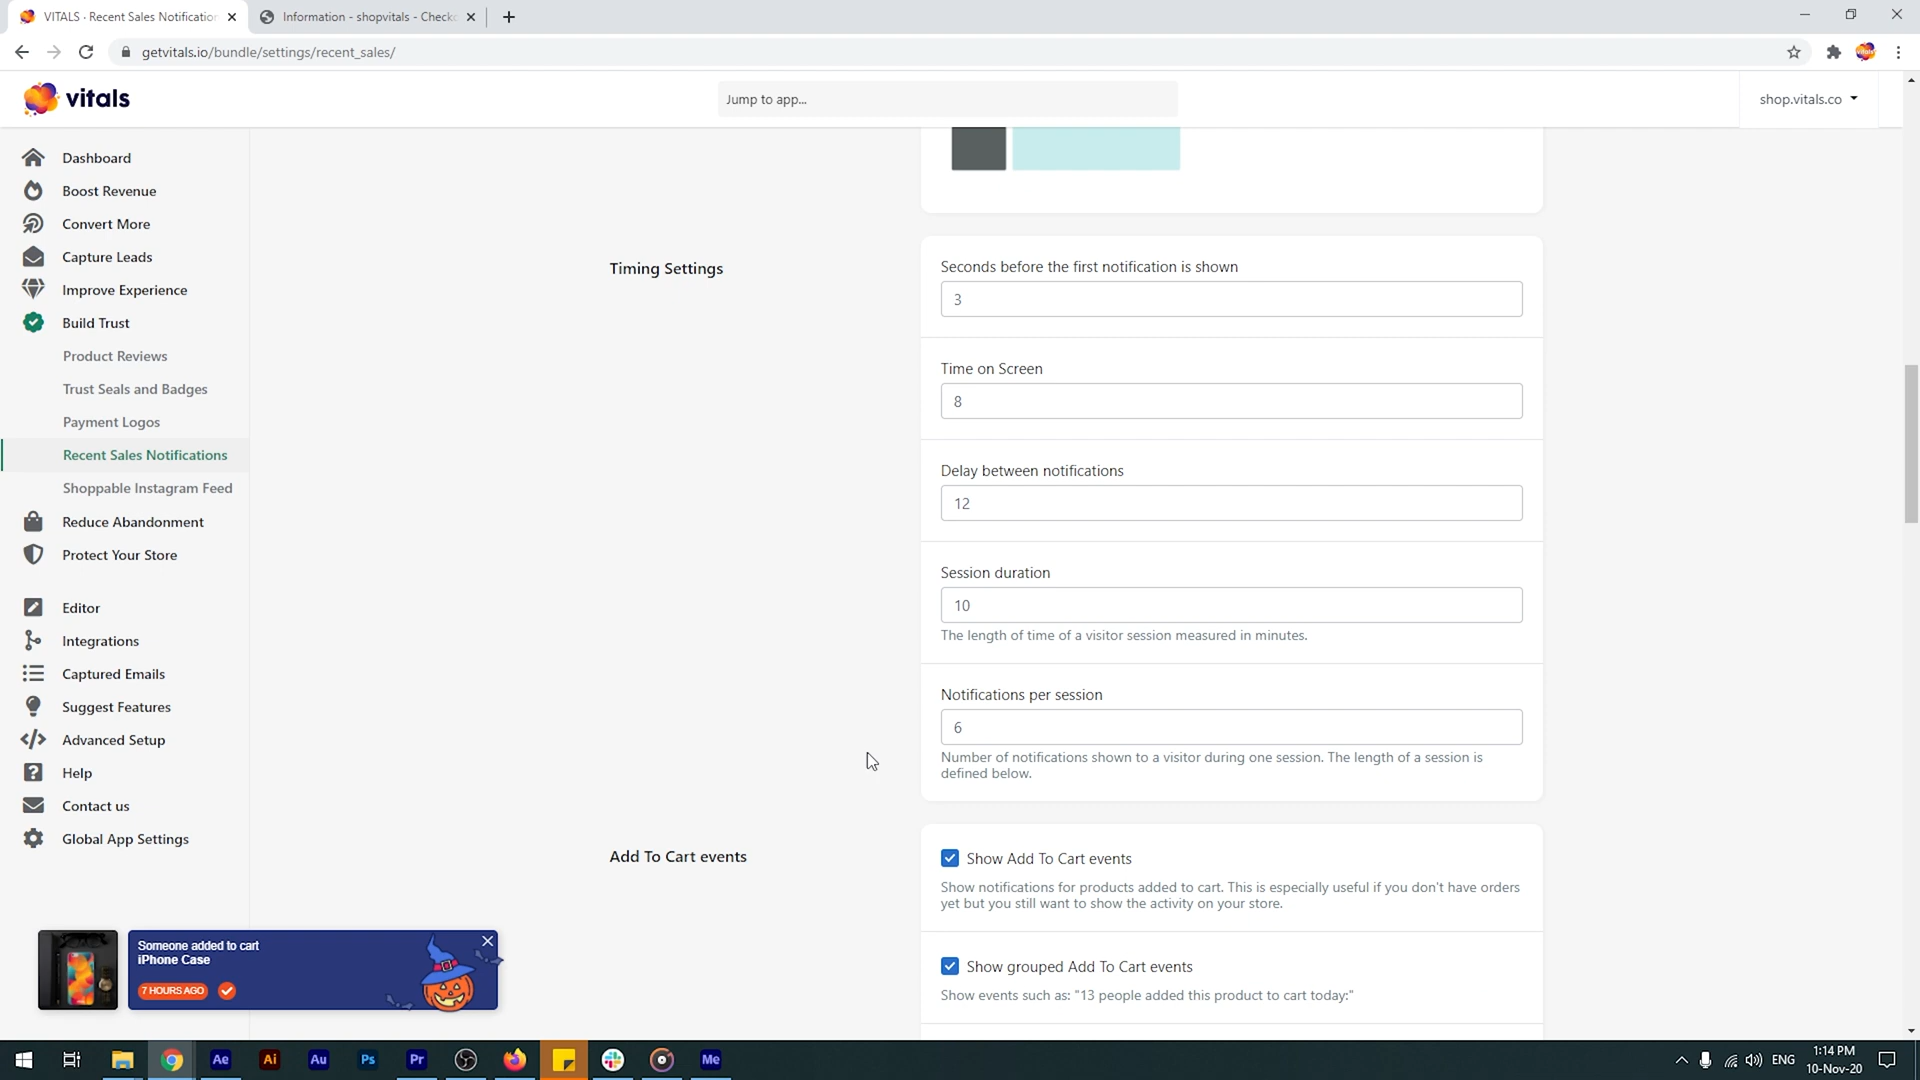 VITALS · Recent Sales Notification
Information - shopvitals - Checko
getvitals.io/bundle/settings/recent_sales/
vitals
Jump to app...
shop.vitals.co
Dashboard
Boost Revenue
Convert More
Capture Leads
Improve Experience
Build Trust
Product Reviews
Trust Seals and Badges
Payment Logos
Recent Sales Notifications
Shoppable Instagram Feed
Reduce Abandonment
Protect Your Store
Editor
Integrations
Captured Emails
Suggest Features
Advanced Setup
Help
Contact us
Global App Settings
Timing Settings
Seconds before the first notification is shown
3
Time on Screen
8
Delay between notifications
12
Session duration
10
The length of time of a visitor session measured in minutes.
Notifications per session
6
Number of notifications shown to a visitor during one session. The length of a session is
defined below.
Add To Cart events
Show Add To Cart events
Show notifications for products added to cart. This is especially useful if you don't have orders
yet but you still want to show the activity on your store.
Show grouped Add To Cart events
Show events such as: "13 people added this product to cart today:"
Someone added to cart
iPhone Case
7 HOURS AGO
Ae
Ai
Au
Ps
Pr
Me
ENG
1:14 PM
10-Nov-20